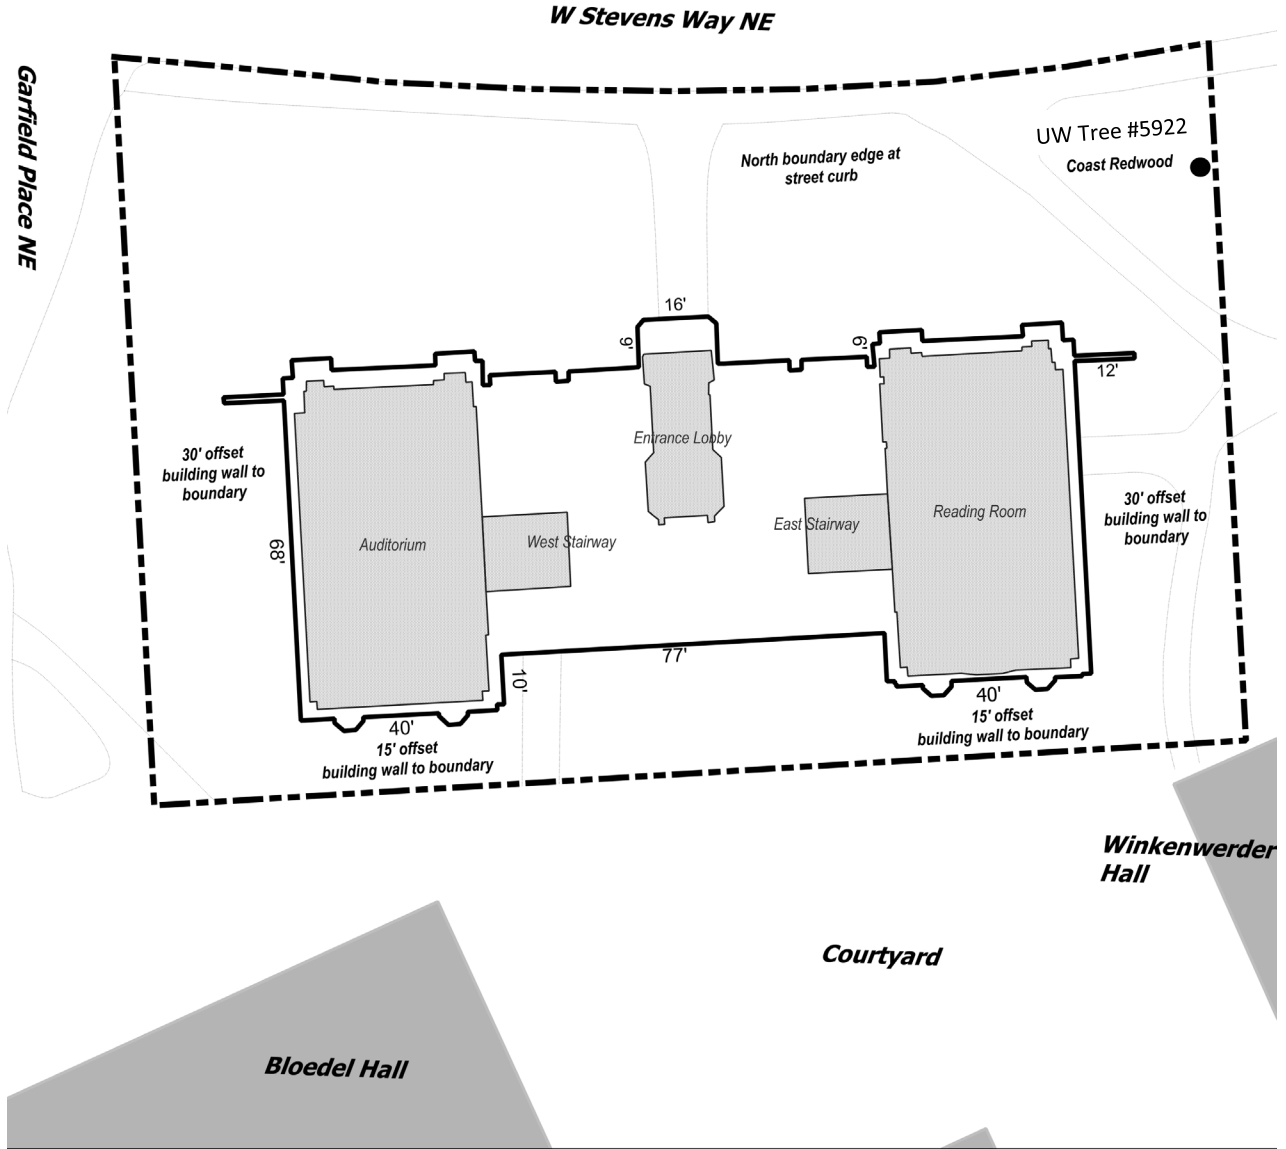 W Stevens Way NE
Garfield Place NE
UW Tree #5922
Coast Redwood
North boundary edge at
street curb
16'
9'
6'
12'
Entrance Lobby
30' offset
building wall to
boundary
Auditorium
West Stairway
East Stairway
Reading Room
30' offset
building wall to
boundary
68'
77'
10'
40'
15' offset
building wall to boundary
40'
15' offset
building wall to boundary
Winkenwerder
Hall
Courtyard
Bloedel Hall